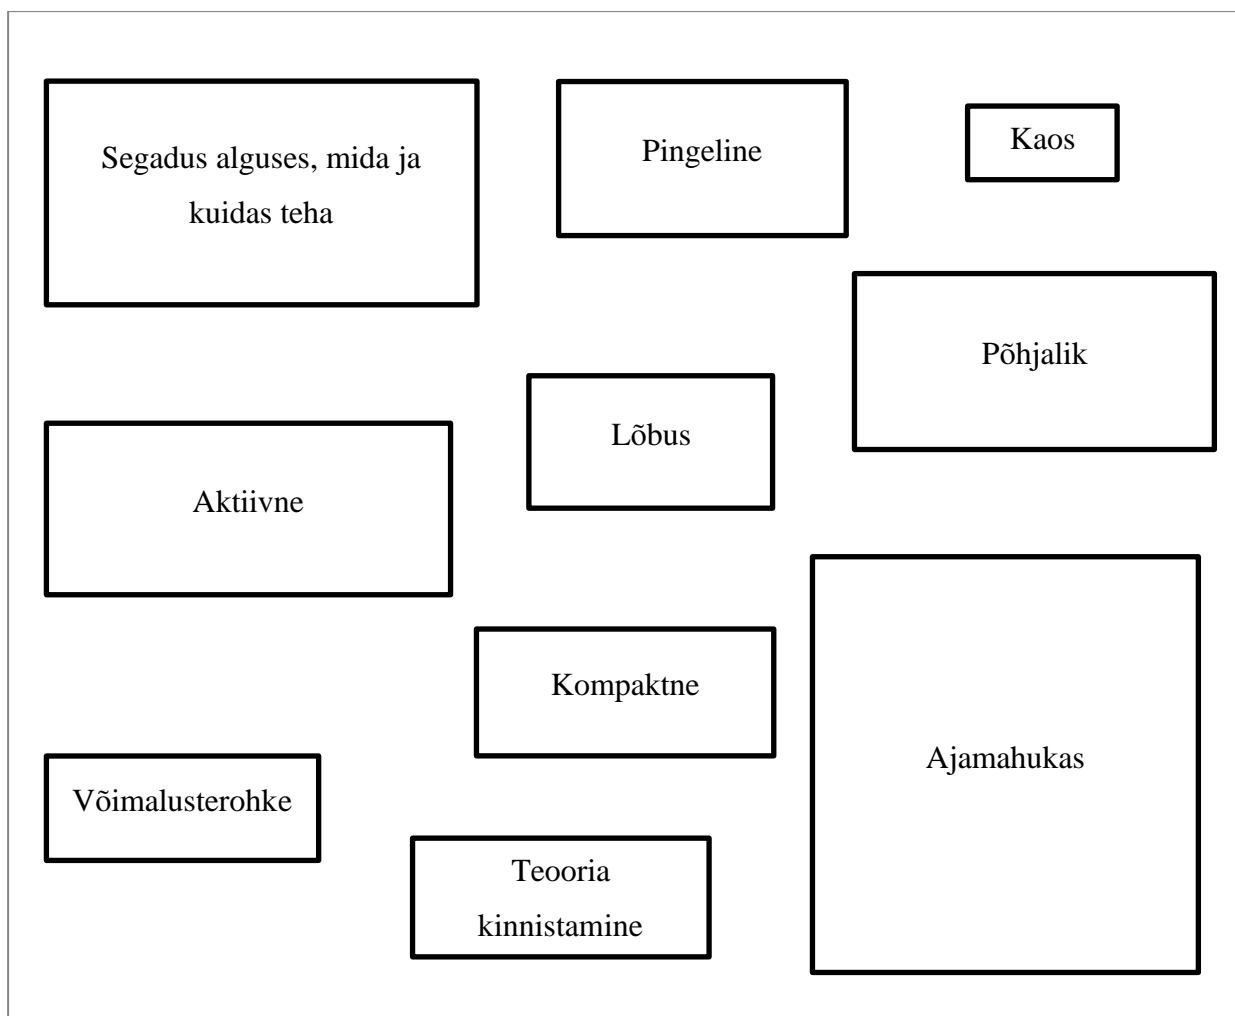 Segadus alguses, mida ja
kuidas teha
Pingeline
Kaos
Põhjalik
Lõbus
Aktiivne
Kompaktne
Ajamahukas
Võimalusterohke
Teooria
kinnistamine